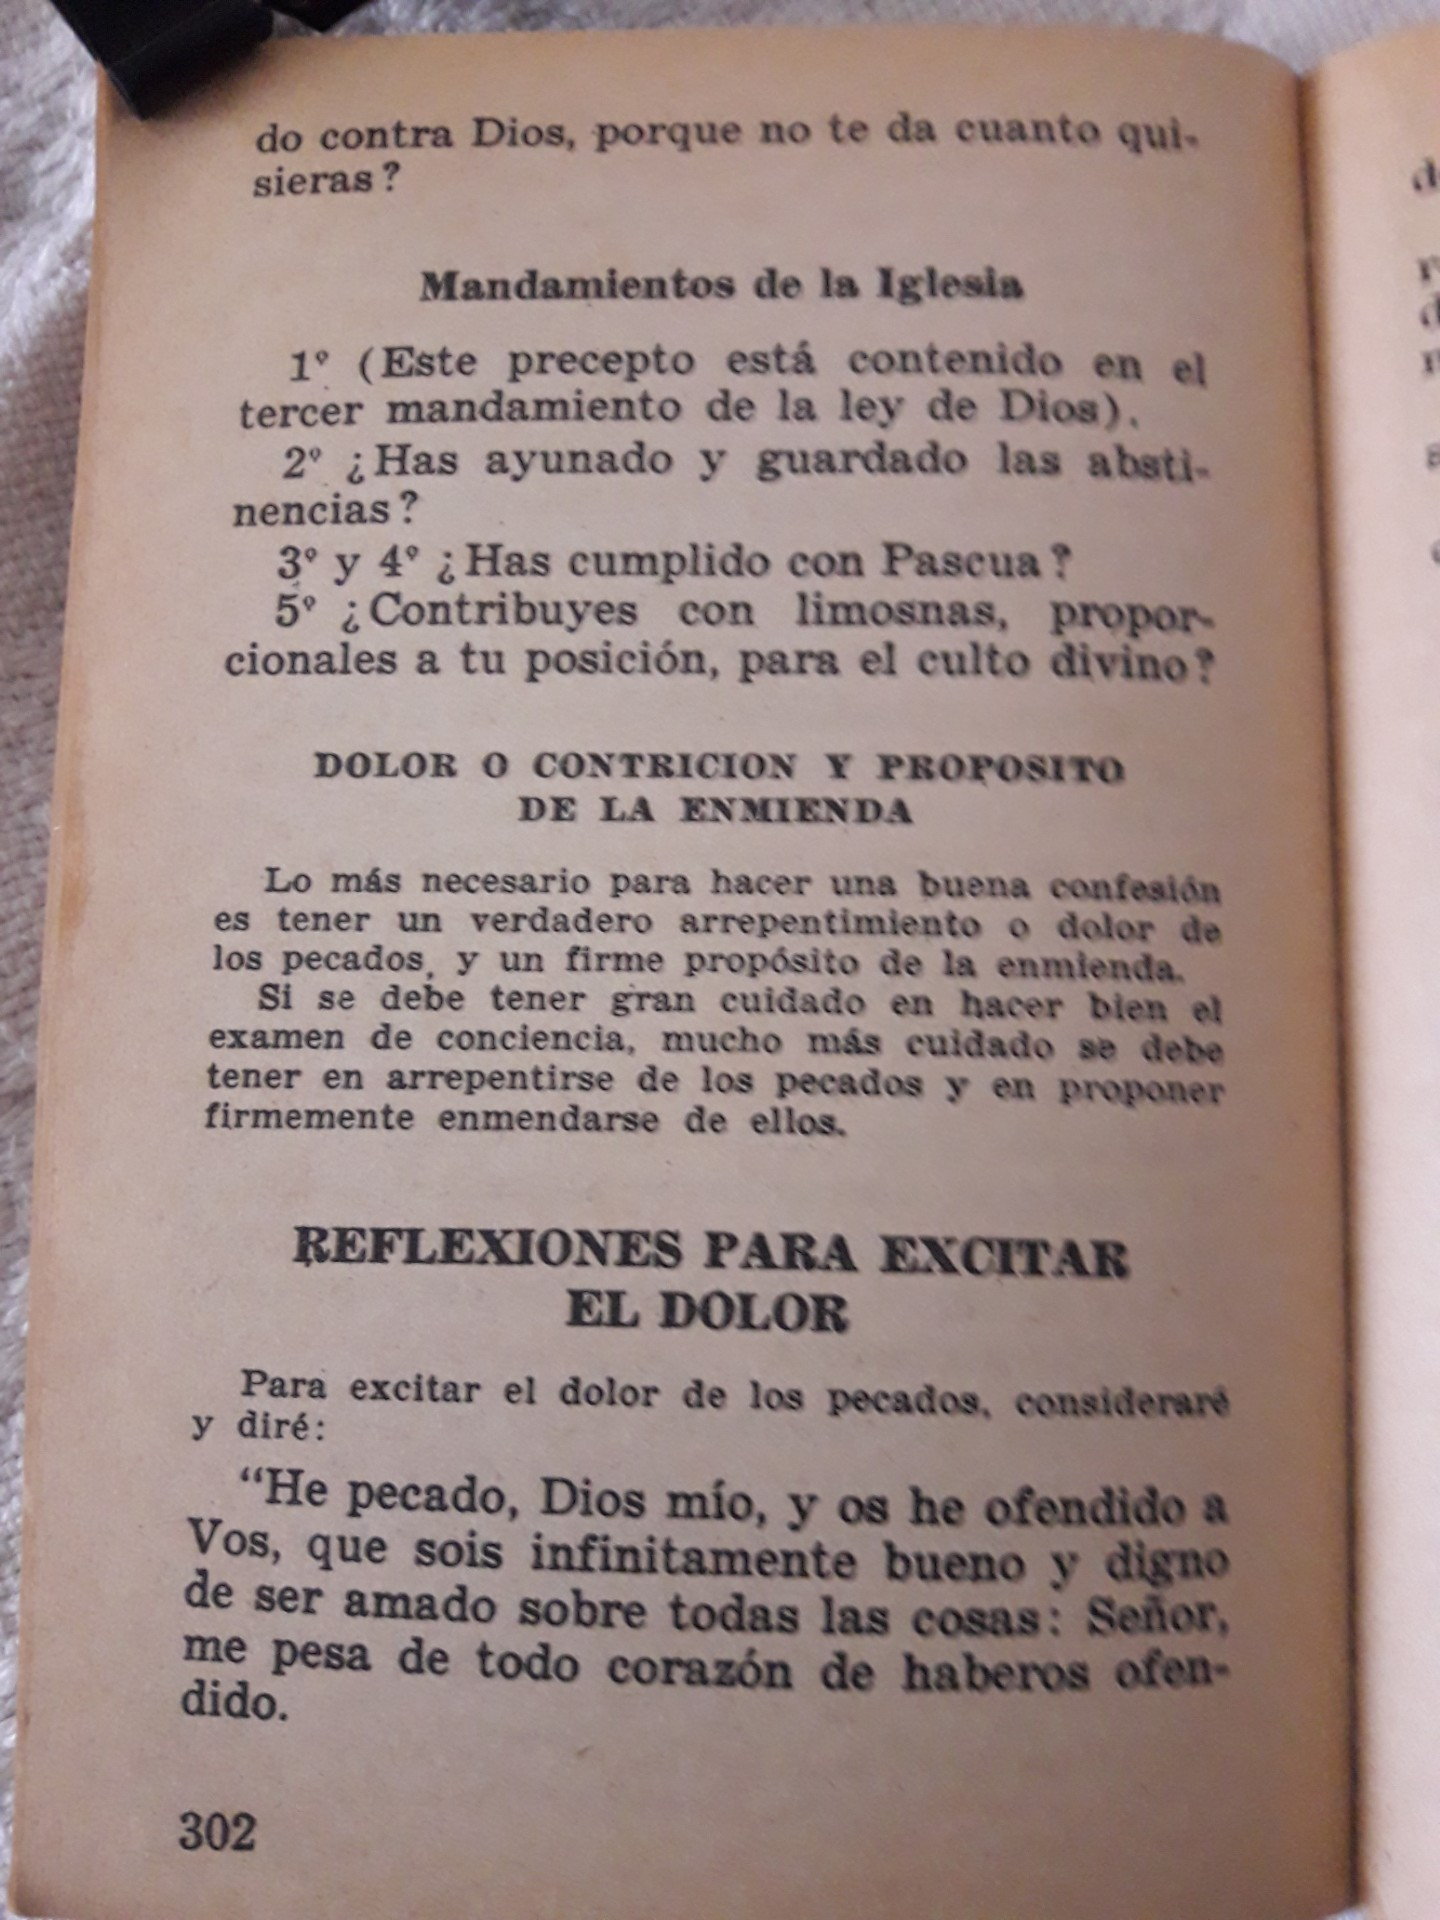 do contra Dios, porque no te da cuanto qui-
sieras?
Mandamientos de la Iglesia
1º (Este precepto está contenido en el
tercer mandamiento de la ley de Dios).
2º ¿Has ayunado y guardado las absti-
nencias?
3º y 4º ¿Has cumplido con Pascua?
5º ¿Contribuyes con limosnas, propor-
cionales a tu posición, para el culto divino?
DOLOR O CONTRICION Y PROPOSITO
DE LA ENMIENDA
Lo más necesario para hacer una buena confesión
es tener un verdadero arrepentimiento o dolor de
los pecados, y un firme propósito de la enmienda.
Si se debe tener gran cuidado en hacer bien el
examen de conciencia, mucho más cuidado se debe
tener en arrepentirse de los pecados y en proponer
firmemente enmendarse de ellos.
REFLEXIONES PARA EXCITAR
EL DOLOR
Para excitar el dolor de los pecados, consideraré
y diré:
“He pecado, Dios mío, y os he ofendido a
Vos, que sois infinitamente bueno y digno
de ser amado sobre todas las cosas: Señor,
me pesa de todo corazón de haberos ofen-
dido.
302